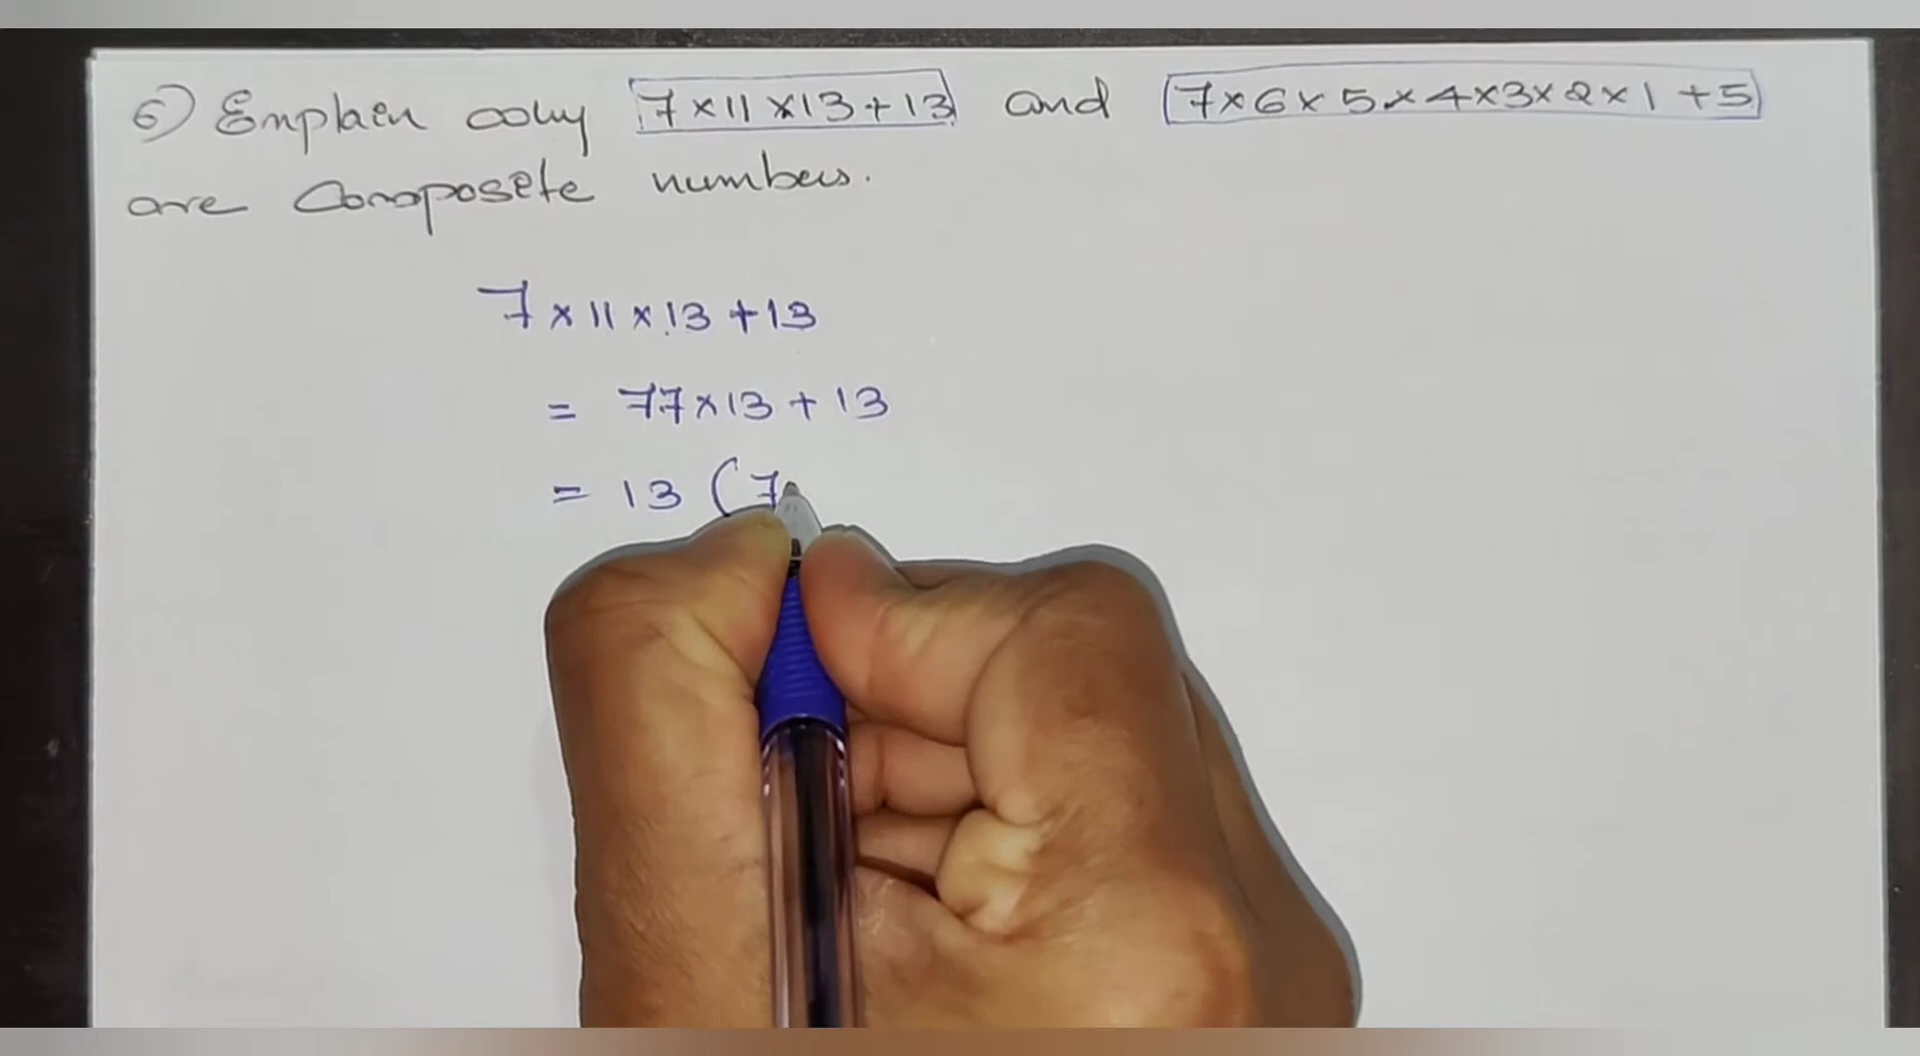 6) Explain why 7×11×13+13 and 7×6×5×4×3×2×1+5
are Composite numbers.
7×11×13+13
= 77×13+13
= 13 (7